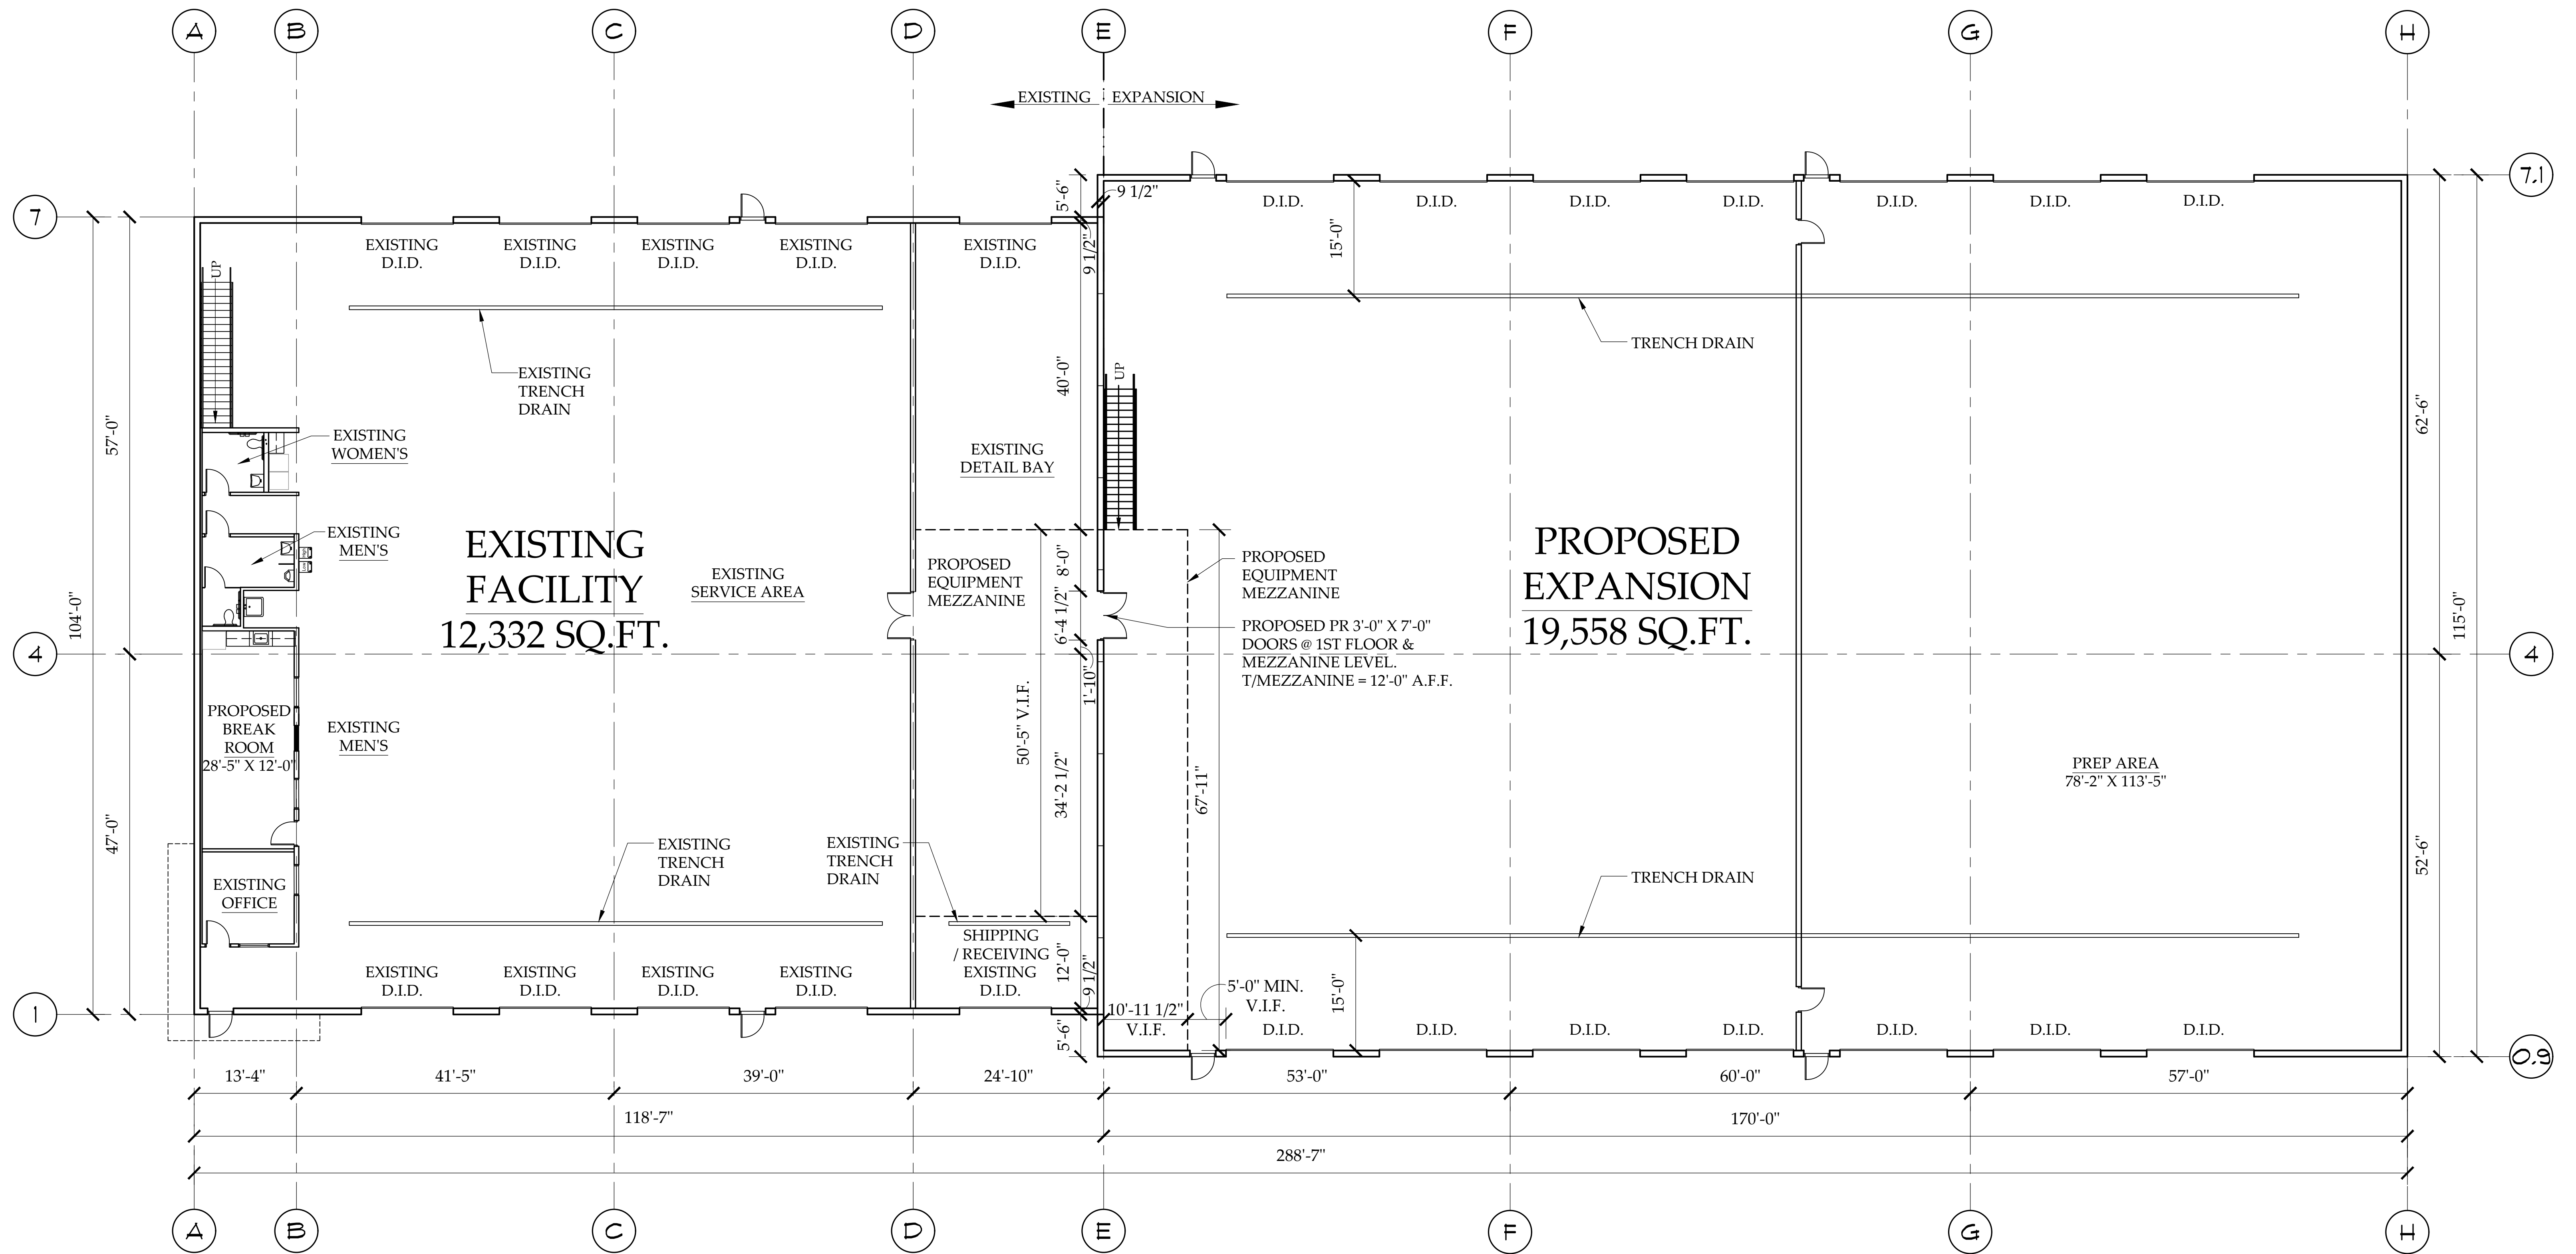 A B C D E F G H
EXISTING EXPANSION
7
7.1
5'-6"
9 1/2"
D.I.D. D.I.D. D.I.D. D.I.D. D.I.D. D.I.D. D.I.D.
EXISTING
D.I.D.
EXISTING
D.I.D.
EXISTING
D.I.D.
EXISTING
D.I.D.
EXISTING
D.I.D.
9 1/2"
15'-0"
UP
EXISTING
TRENCH
DRAIN
TRENCH DRAIN
40'-0"
UP
57'-0"
62'-6"
EXISTING
WOMEN'S
EXISTING
DETAIL BAY
EXISTING
MEN'S
EXISTING
FACILITY
12,332 SQ.FT.
EXISTING
SERVICE AREA
PROPOSED
EQUIPMENT
MEZZANINE
8'-0"
6'-4 1/2"
1'-10"
PROPOSED
EQUIPMENT
MEZZANINE
PROPOSED PR 3'-0" X 7'-0"
DOORS @ 1ST FLOOR &
MEZZANINE LEVEL.
T/MEZZANINE = 12'-0" A.F.F.
PROPOSED
EXPANSION
19,558 SQ.FT.
104'-0"
115'-0"
4
4
PROPOSED
BREAK
ROOM
28'-5" X 12'-0"
EXISTING
MEN'S
50'-5" V.I.F.
34'-2 1/2"
67'-11"
PREP AREA
78'-2" X 113'-5"
47'-0"
52'-6"
EXISTING
TRENCH
DRAIN
EXISTING
TRENCH
DRAIN
TRENCH DRAIN
EXISTING
OFFICE
EXISTING
D.I.D.
EXISTING
D.I.D.
EXISTING
D.I.D.
EXISTING
D.I.D.
SHIPPING
/ RECEIVING
EXISTING
D.I.D.
12'-0"
9 1/2"
5'-6"
10'-11 1/2"
V.I.F.
5'-0" MIN.
V.I.F.
15'-0"
D.I.D. D.I.D. D.I.D. D.I.D. D.I.D. D.I.D. D.I.D.
1
0.9
13'-4" 41'-5" 39'-0" 24'-10" 53'-0" 60'-0" 57'-0"
118'-7" 170'-0"
288'-7"
A B C D E F G H